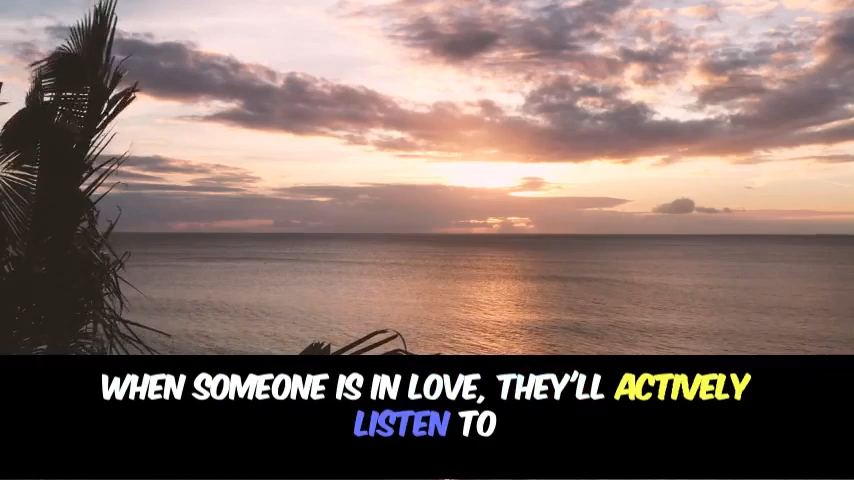 WHEN SOMEONE IS IN LOVE, THEY'LL ACTIVELY
LISTEN TO